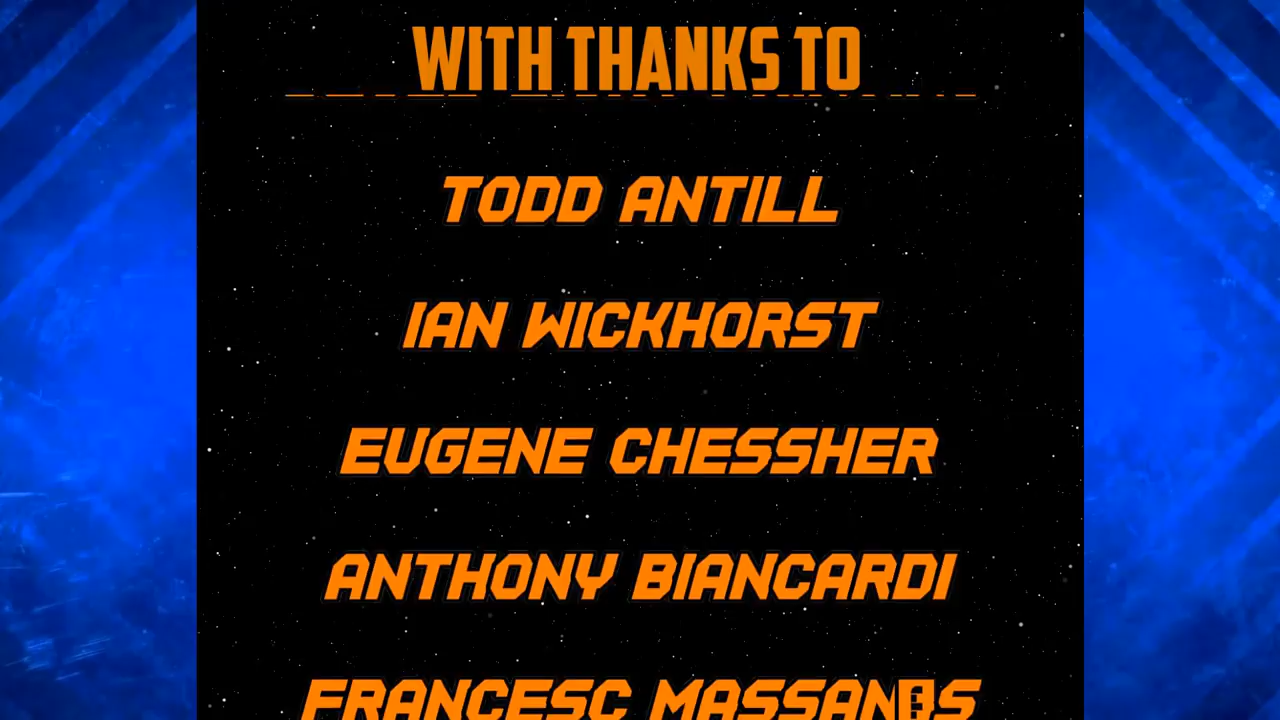 WITH THANKS TO
TODD ANTILL
IAN WICKHORST
EUGENE CHESSHER
ANTHONY BIANCARDI
FRANCESC